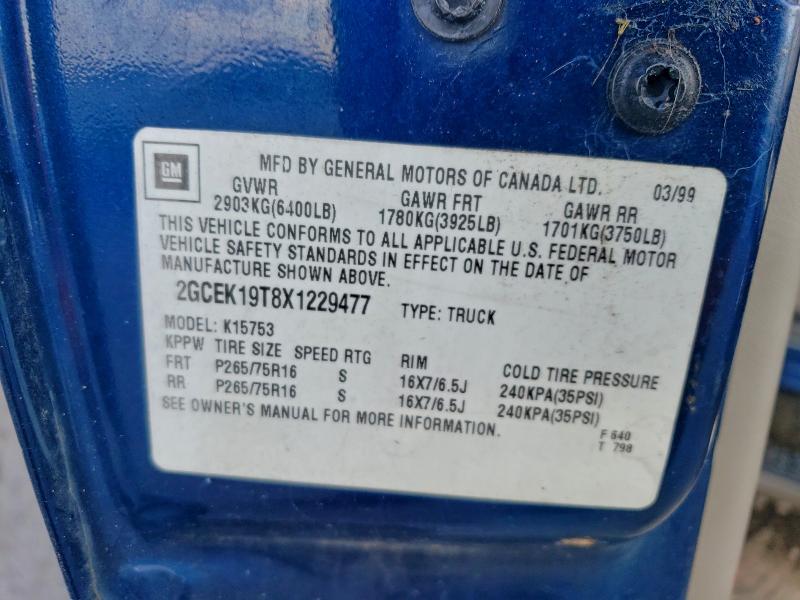 GM
MFD BY GENERAL MOTORS OF CANADA LTD. 03/99
GVWR GAWR FRT GAWR RR
2903KG(6400LB) 1780KG(3925LB) 1701KG(3750LB)
THIS VEHICLE CONFORMS TO ALL APPLICABLE U.S. FEDERAL MOTOR
VEHICLE SAFETY STANDARDS IN EFFECT ON THE DATE OF
MANUFACTURE SHOWN ABOVE.
2GCEK19T8X1229477 TYPE: TRUCK
MODEL: K15753
KPPW TIRE SIZE SPEED RTG RIM COLD TIRE PRESSURE
FRT P265/75R16 S 16X7/6.5J 240KPA(35PSI)
RR P265/75R16 S 16X7/6.5J 240KPA(35PSI)
SEE OWNER'S MANUAL FOR MORE INFORMATION.
F 640
T 798